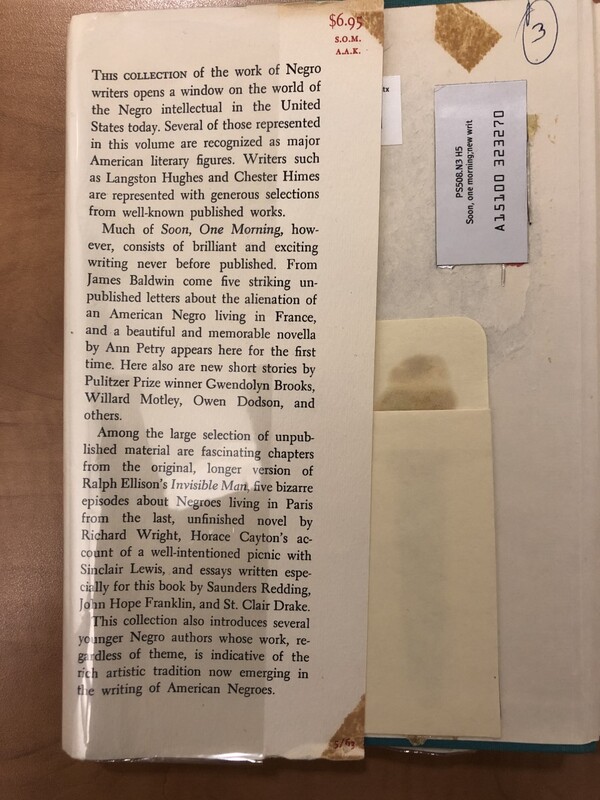 $6.95
S.O.M.
A.A.K.
THIS COLLECTION of the work of Negro
writers opens a window on the world of
the Negro intellectual in the United
States today. Several of those represented
in this volume are recognized as major
American literary figures. Writers such
as Langston Hughes and Chester Himes
are represented with generous selections
from well-known published works.
Much of Soon, One Morning, how-
ever, consists of brilliant and exciting
writing never before published. From
James Baldwin come five striking un-
published letters about the alienation of
an American Negro living in France,
and a beautiful and memorable novella
by Ann Petry appears here for the first
time. Here also are new short stories by
Pulitzer Prize winner Gwendolyn Brooks,
Willard Motley, Owen Dodson, and
others.
Among the large selection of unpub-
lished material are fascinating chapters
from the original, longer version of
Ralph Ellison's Invisible Man, five bizarre
episodes about Negroes living in Paris
from the last, unfinished novel by
Richard Wright, Horace Cayton's ac-
count of a well-intentioned picnic with
Sinclair Lewis, and essays written espe-
cially for this book by Saunders Redding,
John Hope Franklin, and St. Clair Drake.
This collection also introduces several
younger Negro authors whose work, re-
gardless of theme, is indicative of the
rich artistic tradition now emerging in
the writing of American Negroes.
5/63
3
tx
PS508.N3 H5
Soon, one morning;new writ
A15100 323270